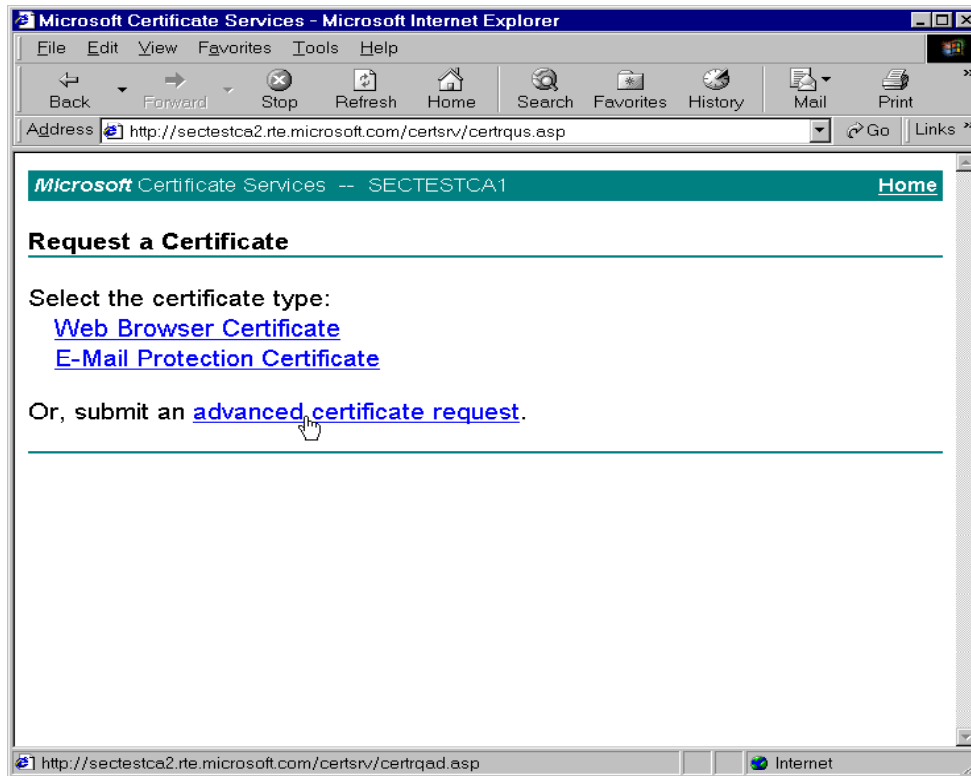 Microsoft Certificate Services - Microsoft Internet Explorer
File Edit View Favorites Tools Help
Back Forward Stop Refresh Home Search Favorites History Mail Print »
Address http://sectestca2.rte.microsoft.com/certsrv/certrqus.asp Go Links »
Microsoft Certificate Services -- SECTESTCA1 Home
Request a Certificate
Select the certificate type:
Web Browser Certificate
E-Mail Protection Certificate
Or, submit an advanced certificate request.
http://sectestca2.rte.microsoft.com/certsrv/certrqad.asp Internet